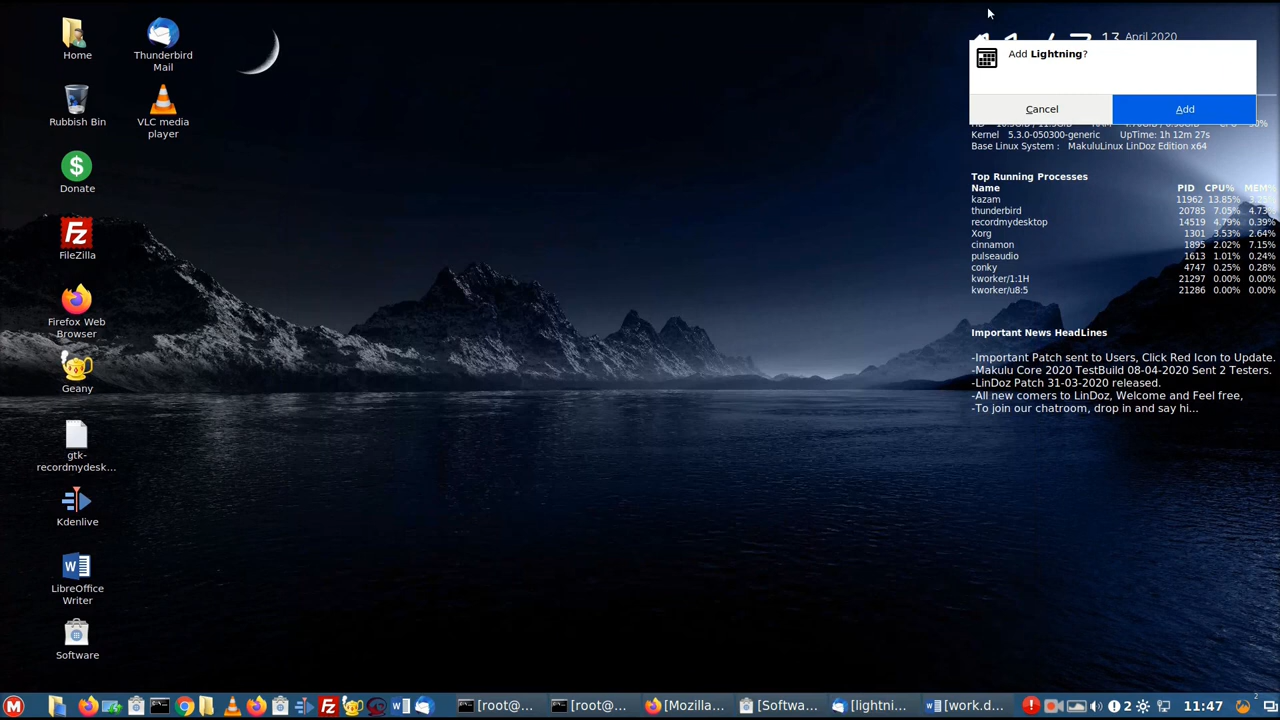 Home
Thunderbird
Mail
Rubbish Bin
VLC media
player
Donate
FileZilla
Firefox Web
Browser
Geany
gtk-
recordmydesk...
Kdenlive
LibreOffice
Writer
Software
13 April 2020
Add Lightning?
Cancel
Add
Kernel 5.3.0-050300-generic UpTime: 1h 12m 27s
Base Linux System : MakuluLinux LinDoz Edition x64
Top Running Processes
Name PID CPU% MEM%
kazam 11962 13.85%
thunderbird 20785 7.05% 4.73%
recordmydesktop 14519 4.79% 0.39%
Xorg 1301 3.53% 2.64%
cinnamon 1895 2.02% 7.15%
pulseaudio 1613 1.01% 0.24%
conky 4747 0.25% 0.28%
kworker/1:1H 21297 0.00% 0.00%
kworker/u8:5 21286 0.00% 0.00%
Important News HeadLines
-Important Patch sent to Users, Click Red Icon to Update.
-Makulu Core 2020 TestBuild 08-04-2020 Sent 2 Testers.
-LinDoz Patch 31-03-2020 released.
-All new comers to LinDoz, Welcome and Feel free,
-To join our chatroom, drop in and say hi...
M
[root@...
[root@...
[Mozilla...
[Softwa...
[lightni...
[work.d...
2
11:47
2